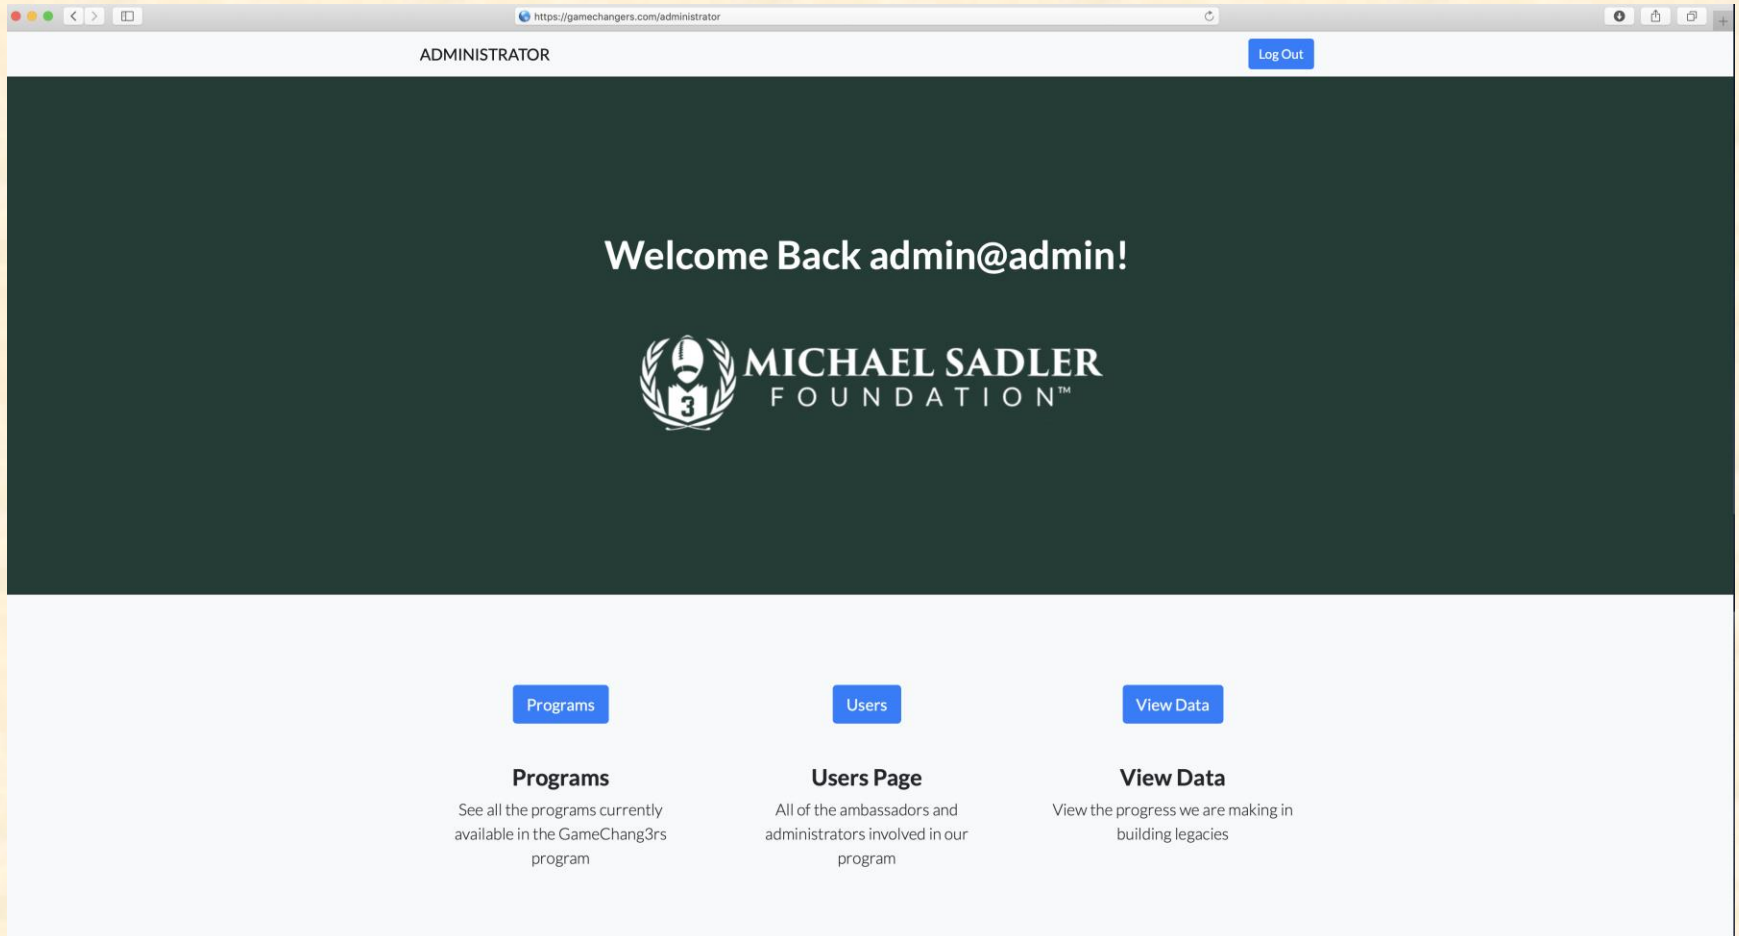 https://gamechangers.com/administrator
ADMINISTRATOR
Log Out
Welcome Back admin@admin!
3
MICHAEL SADLER
FOUNDATION™
Programs
Users
View Data
Programs
See all the programs currently
available in the GameChang3rs
program
Users Page
All of the ambassadors and
administrators involved in our
program
View Data
View the progress we are making in
building legacies